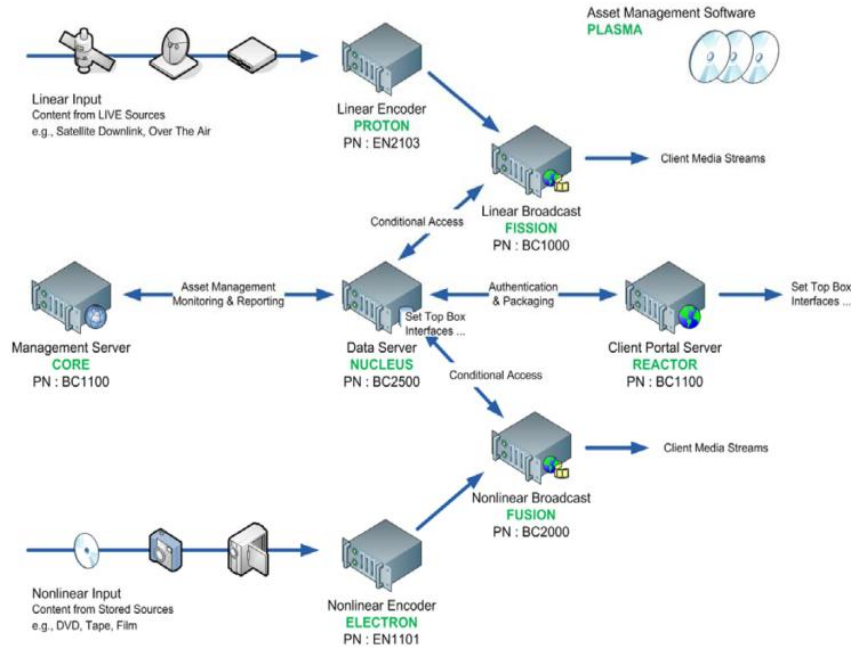 Asset Management Software
PLASMA
Linear Input
Content from LIVE Sources
e.g., Satellite Downlink, Over The Air
Linear Encoder
PROTON
PN : EN2103
Client Media Streams
Linear Broadcast
FISSION
PN : BC1000
Conditional Access
Asset Management
Monitoring & Reporting
Authentication
& Packaging
Set Top Box
Interfaces ...
Set Top Box
Interfaces ...
Management Server
CORE
PN : BC1100
Data Server
NUCLEUS
PN : BC2500
Client Portal Server
REACTOR
PN : BC1100
Conditional Access
Client Media Streams
Nonlinear Broadcast
FUSION
PN : BC2000
Nonlinear Input
Content from Stored Sources
e.g., DVD, Tape, Film
Nonlinear Encoder
ELECTRON
PN : EN1101